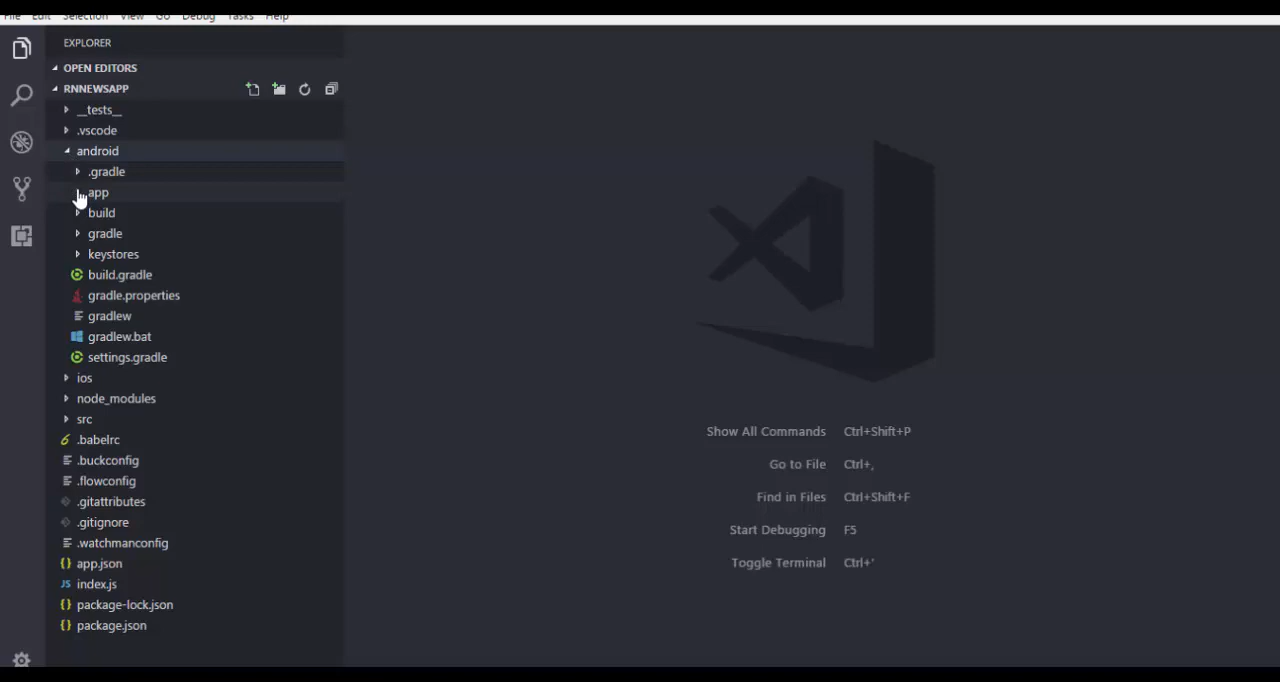 File Edit Selection View Go Debug Tasks Help
EXPLORER
OPEN EDITORS
RNNEWSAPP
__tests__
.vscode
android
.gradle
app
build
gradle
keystores
build.gradle
gradle.properties
gradlew
gradlew.bat
settings.gradle
ios
node_modules
src
.babelrc
.buckconfig
.flowconfig
.gitattributes
.gitignore
.watchmanconfig
{} app.json
JS index.js
{} package-lock.json
{} package.json
Show All Commands Ctrl+Shift+P
Go to File Ctrl+,
Find in Files Ctrl+Shift+F
Start Debugging F5
Toggle Terminal Ctrl+'